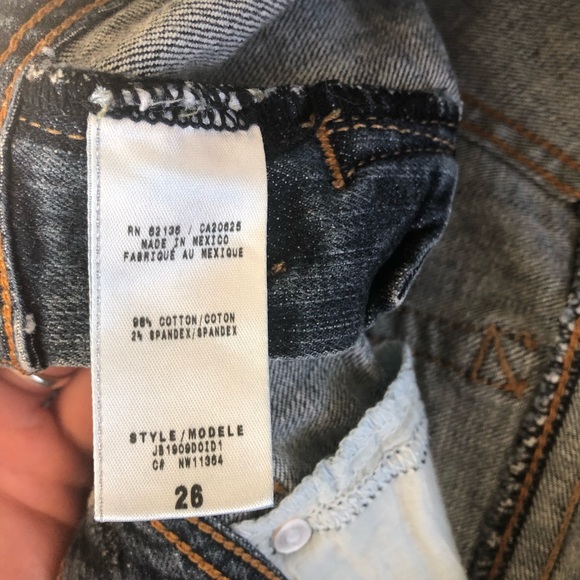 RN 62136 / CA20625
MADE IN MEXICO
FABRIQUÉ AU MEXIQUE
98% COTTON/COTON
2% SPANDEX/SPANDEX
STYLE/MODELE
JS1909DOID1
C# NW11364
26